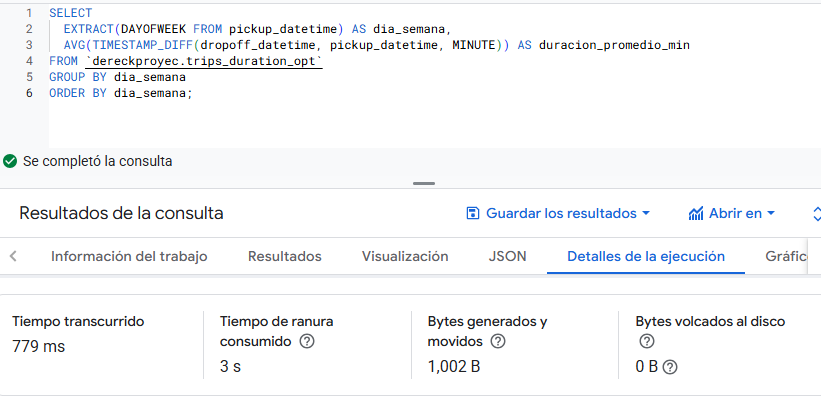 1 SELECT
2 EXTRACT(DAYOFWEEK FROM pickup_datetime) AS dia_semana,
3 AVG(TIMESTAMP_DIFF(dropoff_datetime, pickup_datetime, MINUTE)) AS duracion_promedio_min
4 FROM `dereckproyec.trips_duration_opt`
5 GROUP BY dia_semana
6 ORDER BY dia_semana;
Se completó la consulta
Resultados de la consulta Guardar los resultados Abrir en
Información del trabajo Resultados Visualización JSON Detalles de la ejecución Gráfic
Tiempo transcurrido Tiempo de ranura Bytes generados y Bytes volcados al disco
779 ms consumido movidos
3 s 1,002 B 0 B